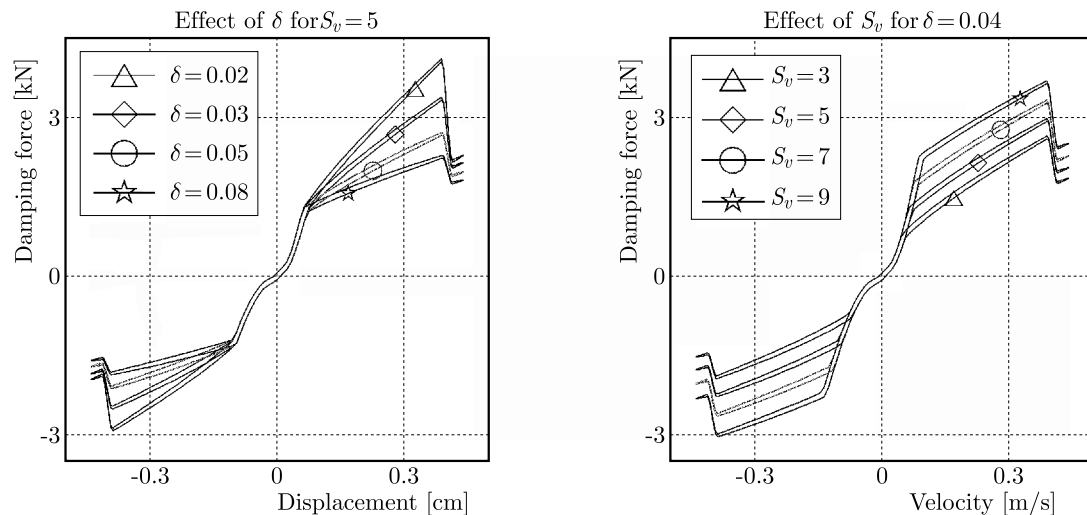 Effect of δ for S_v = 5
Damping force [kN]
δ = 0.02
δ = 0.03
δ = 0.05
δ = 0.08
3
0
-3
-0.3
0
0.3
Displacement [cm]
Effect of S_v for δ = 0.04
Damping force [kN]
S_v = 3
S_v = 5
S_v = 7
S_v = 9
3
0
-3
-0.3
0
0.3
Velocity [m/s]